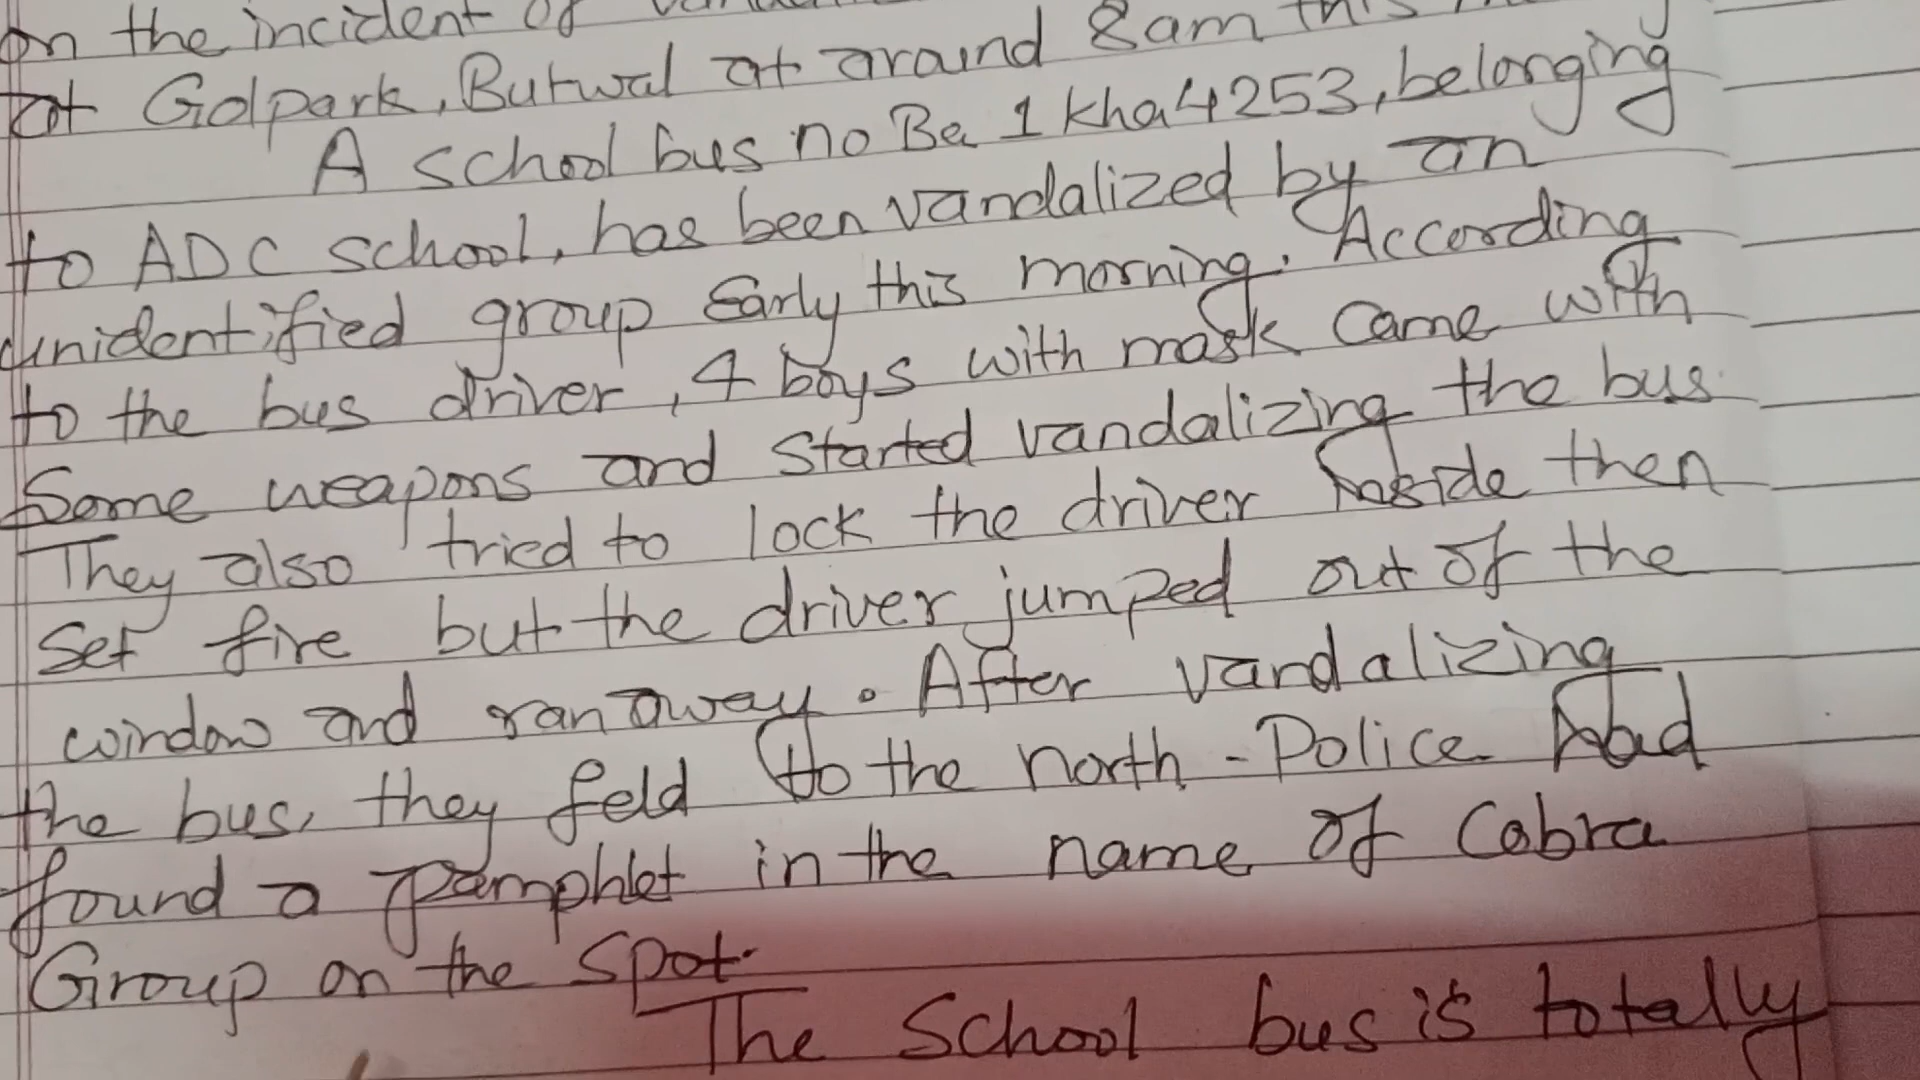 on the incident of
at Golpark, Butwal at around 8am this
A school bus no Ba 1 kha 4253, belonging
to ADC school, has been vandalized by an
unidentified group Early this morning. According
to the bus driver, 4 boys with mask came with
Some weapons and started vandalizing the bus.
They also tried to lock the driver inside then
Set fire but the driver jumped out of the
window and ran away. After vandalizing
the bus, they feld to the north - Police had
found a pamphlet in the name of Cobra
Group on the spot.
The School bus is totally